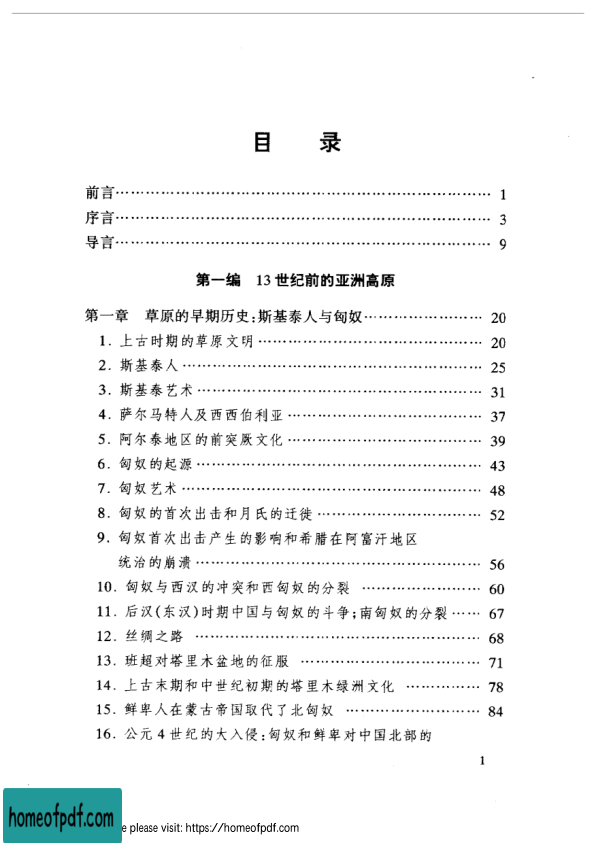 目 录
前言…………………………………………………… 1
序言…………………………………………………… 3
导言…………………………………………………… 9
第一编 13世纪前的亚洲高原
第一章 草原的早期历史:斯基泰人与匈奴……………… 20
1. 上古时期的草原文明……………………………… 20
2. 斯基泰人…………………………………………… 25
3. 斯基泰艺术………………………………………… 31
4. 萨尔马特人及西西伯利亚………………………… 37
5. 阿尔泰地区的前突厥文化………………………… 39
6. 匈奴的起源………………………………………… 43
7. 匈奴艺术…………………………………………… 48
8. 匈奴的首次出击和月氏的迁徙…………………… 52
9. 匈奴首次出击产生的影响和希腊在阿富汗地区
统治的崩溃………………………………………… 56
10. 匈奴与西汉的冲突和西匈奴的分裂 ……………… 60
11. 后汉(东汉)时期中国与匈奴的斗争;南匈奴的分裂…… 67
12. 丝绸之路 ………………………………………… 68
13. 班超对塔里木盆地的征服 ……………………… 71
14. 上古末期和中世纪初期的塔里木绿洲文化 ………… 78
15. 鲜卑人在蒙古帝国取代了北匈奴 ………………… 84
16. 公元4世纪的大入侵:匈奴和鲜卑对中国北部的
1
homeofpdf.com
e please visit: https://homeofpdf.com